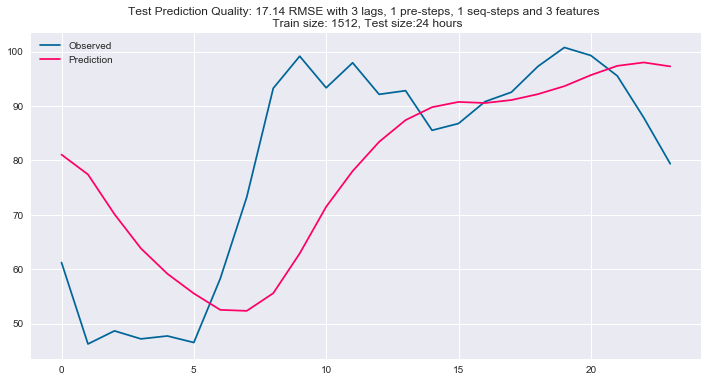 Test Prediction Quality: 17.14 RMSE with 3 lags, 1 pre-steps, 1 seq-steps and 3 features
Train size: 1512, Test size:24 hours
Observed
Prediction
100
90
80
70
60
50
0
5
10
15
20